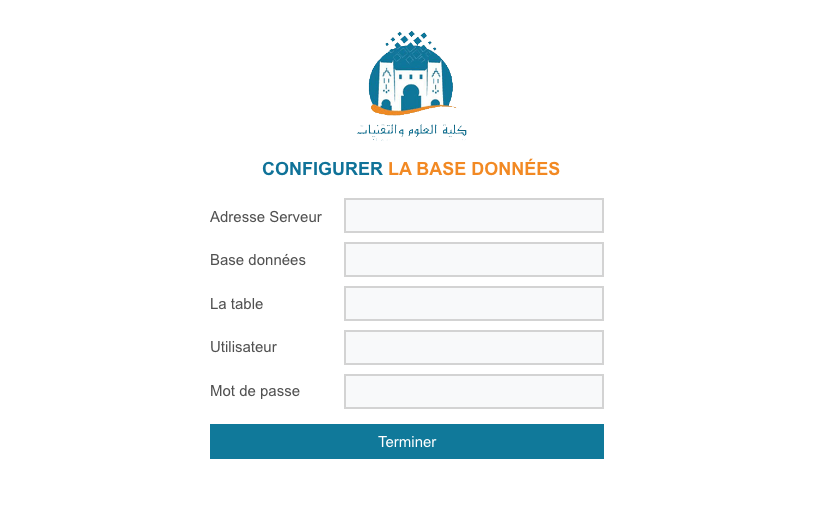 كلية العلوم والتقنيات
CONFIGURER LA BASE DONNÉES
Adresse Serveur
Base données
La table
Utilisateur
Mot de passe
Terminer